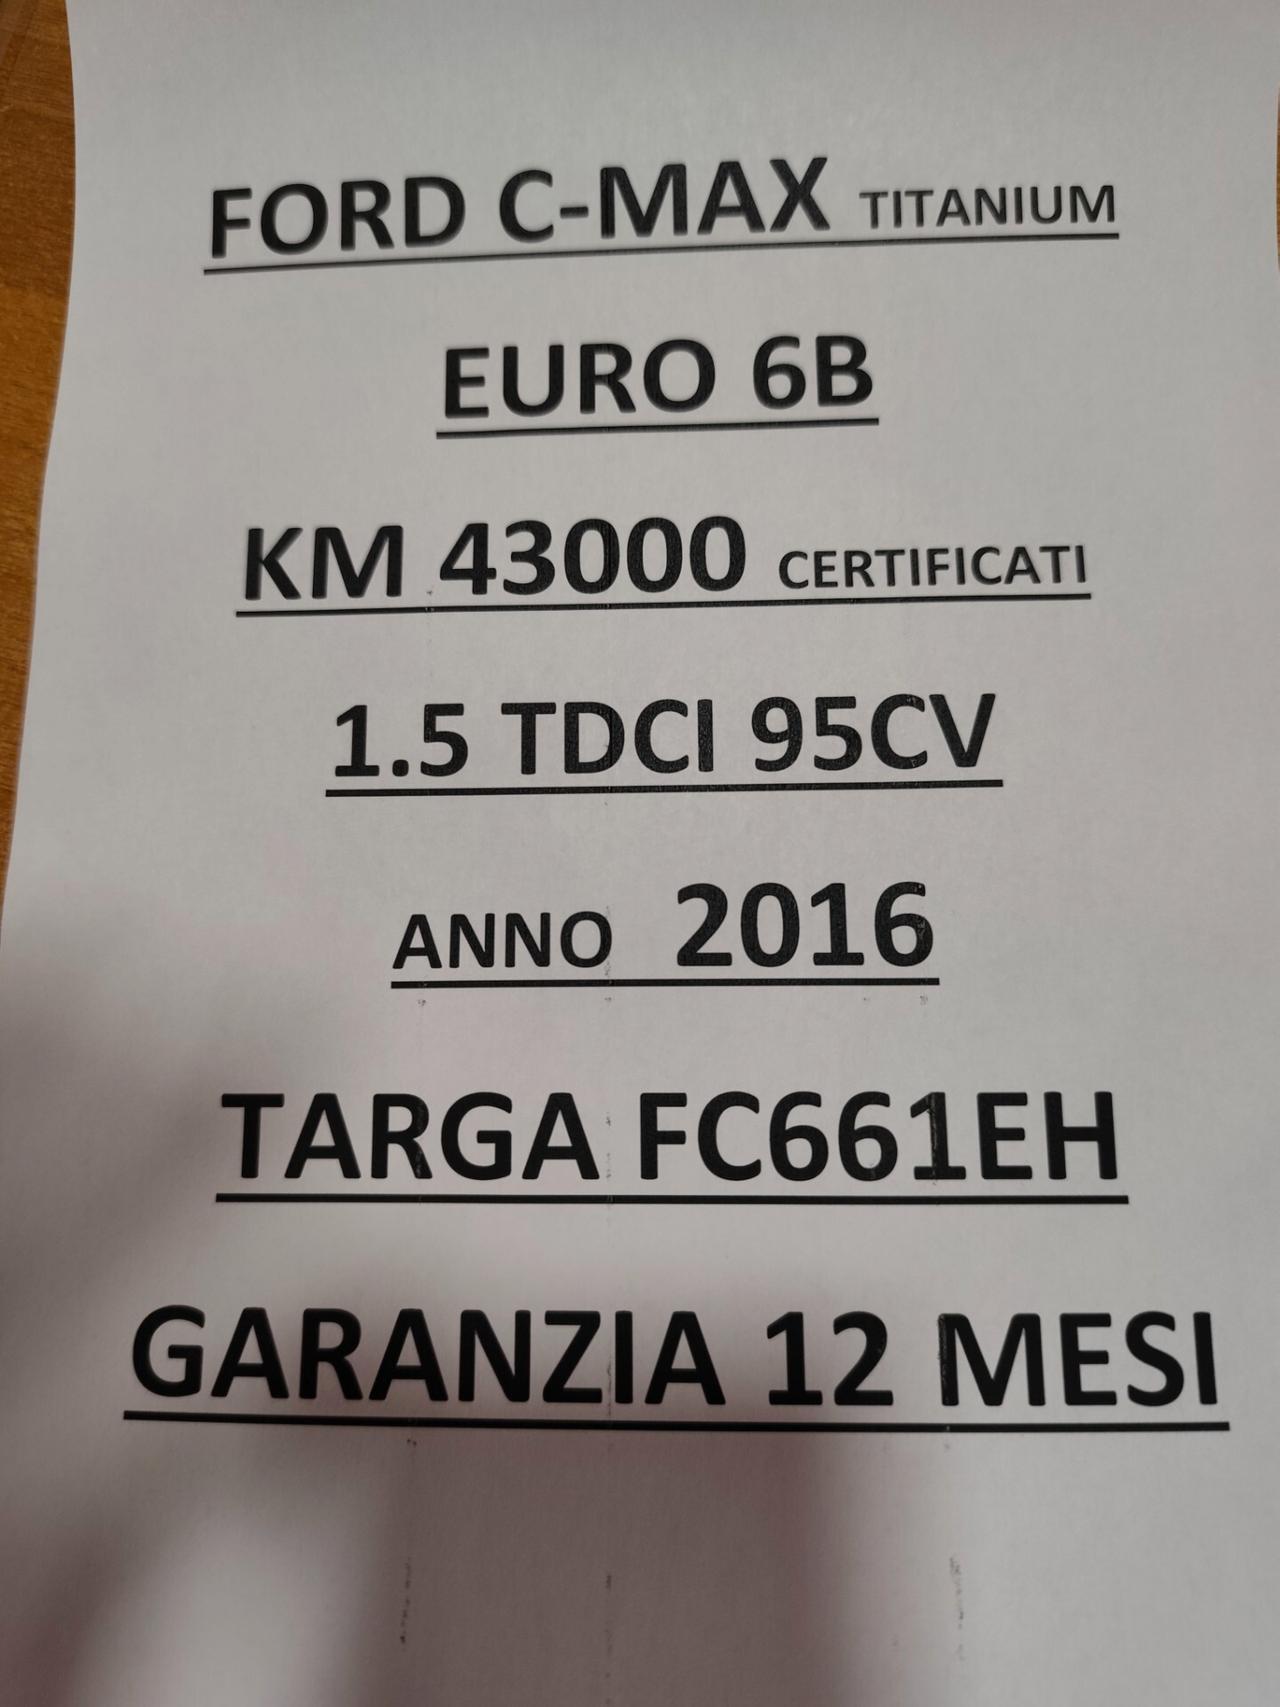 FORD C-MAX TITANIUM
EURO 6B
KM 43000 CERTIFICATI
1.5 TDCI 95CV
ANNO 2016
TARGA FC661EH
GARANZIA 12 MESI